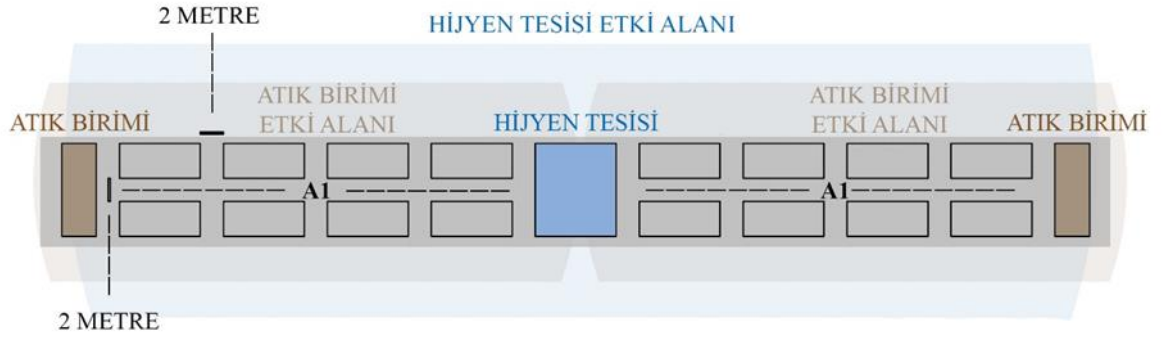 2 METRE
HİJYEN TESİSİ ETKİ ALANI
ATIK BİRİMİ
ATIK BİRİMİ
ETKİ ALANI
HİJYEN TESİSİ
ATIK BİRİMİ
ETKİ ALANI
ATIK BİRİMİ
A1
A1
2 METRE